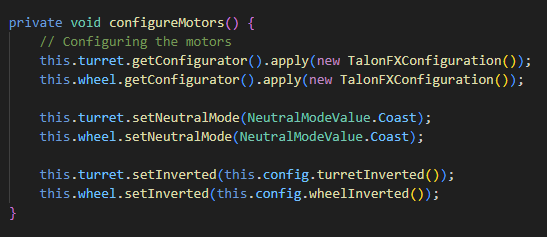 private void configureMotors() {
// Configuring the motors
this.turret.getConfigurator().apply(new TalonFXConfiguration());
this.wheel.getConfigurator().apply(new TalonFXConfiguration());
this.turret.setNeutralMode(NeutralModeValue.Coast);
this.wheel.setNeutralMode(NeutralModeValue.Coast);
this.turret.setInverted(this.config.turretInverted());
this.wheel.setInverted(this.config.wheelInverted());
}